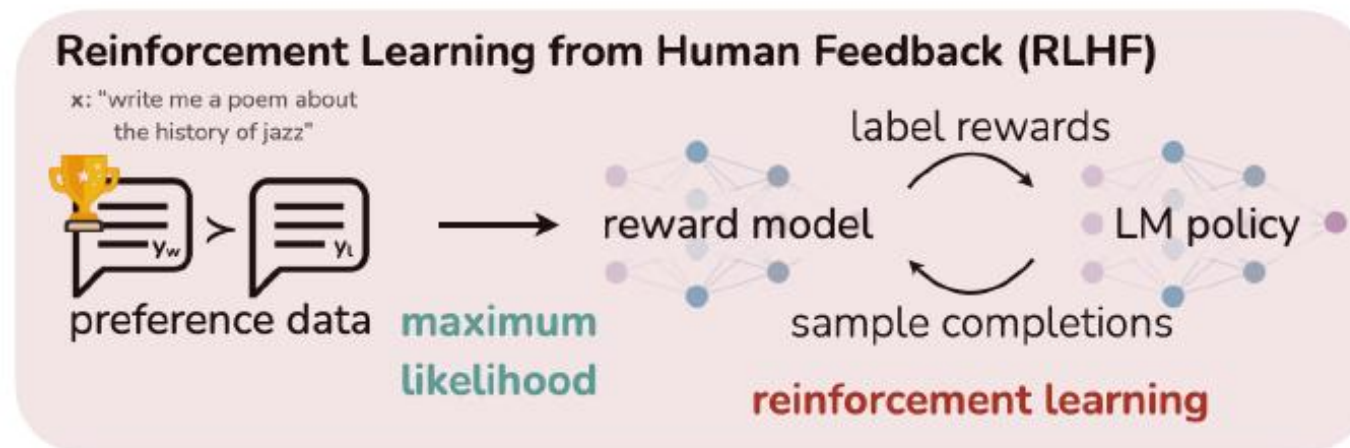 Reinforcement Learning from Human Feedback (RLHF)
x: "write me a poem about
the history of jazz"
label rewards
yw
≻
yl
reward model
LM policy
preference data
maximum
likelihood
sample completions
reinforcement learning